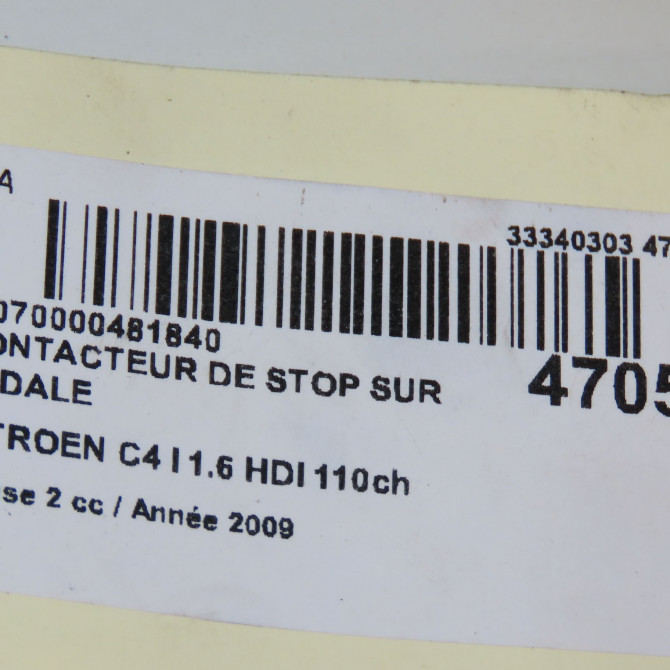 A
33340303 47
070000481840
ONTACTEUR DE STOP SUR
DALE
4705
TROEN C4 I 1.6 HDI 110ch
se 2 cc / Année 2009